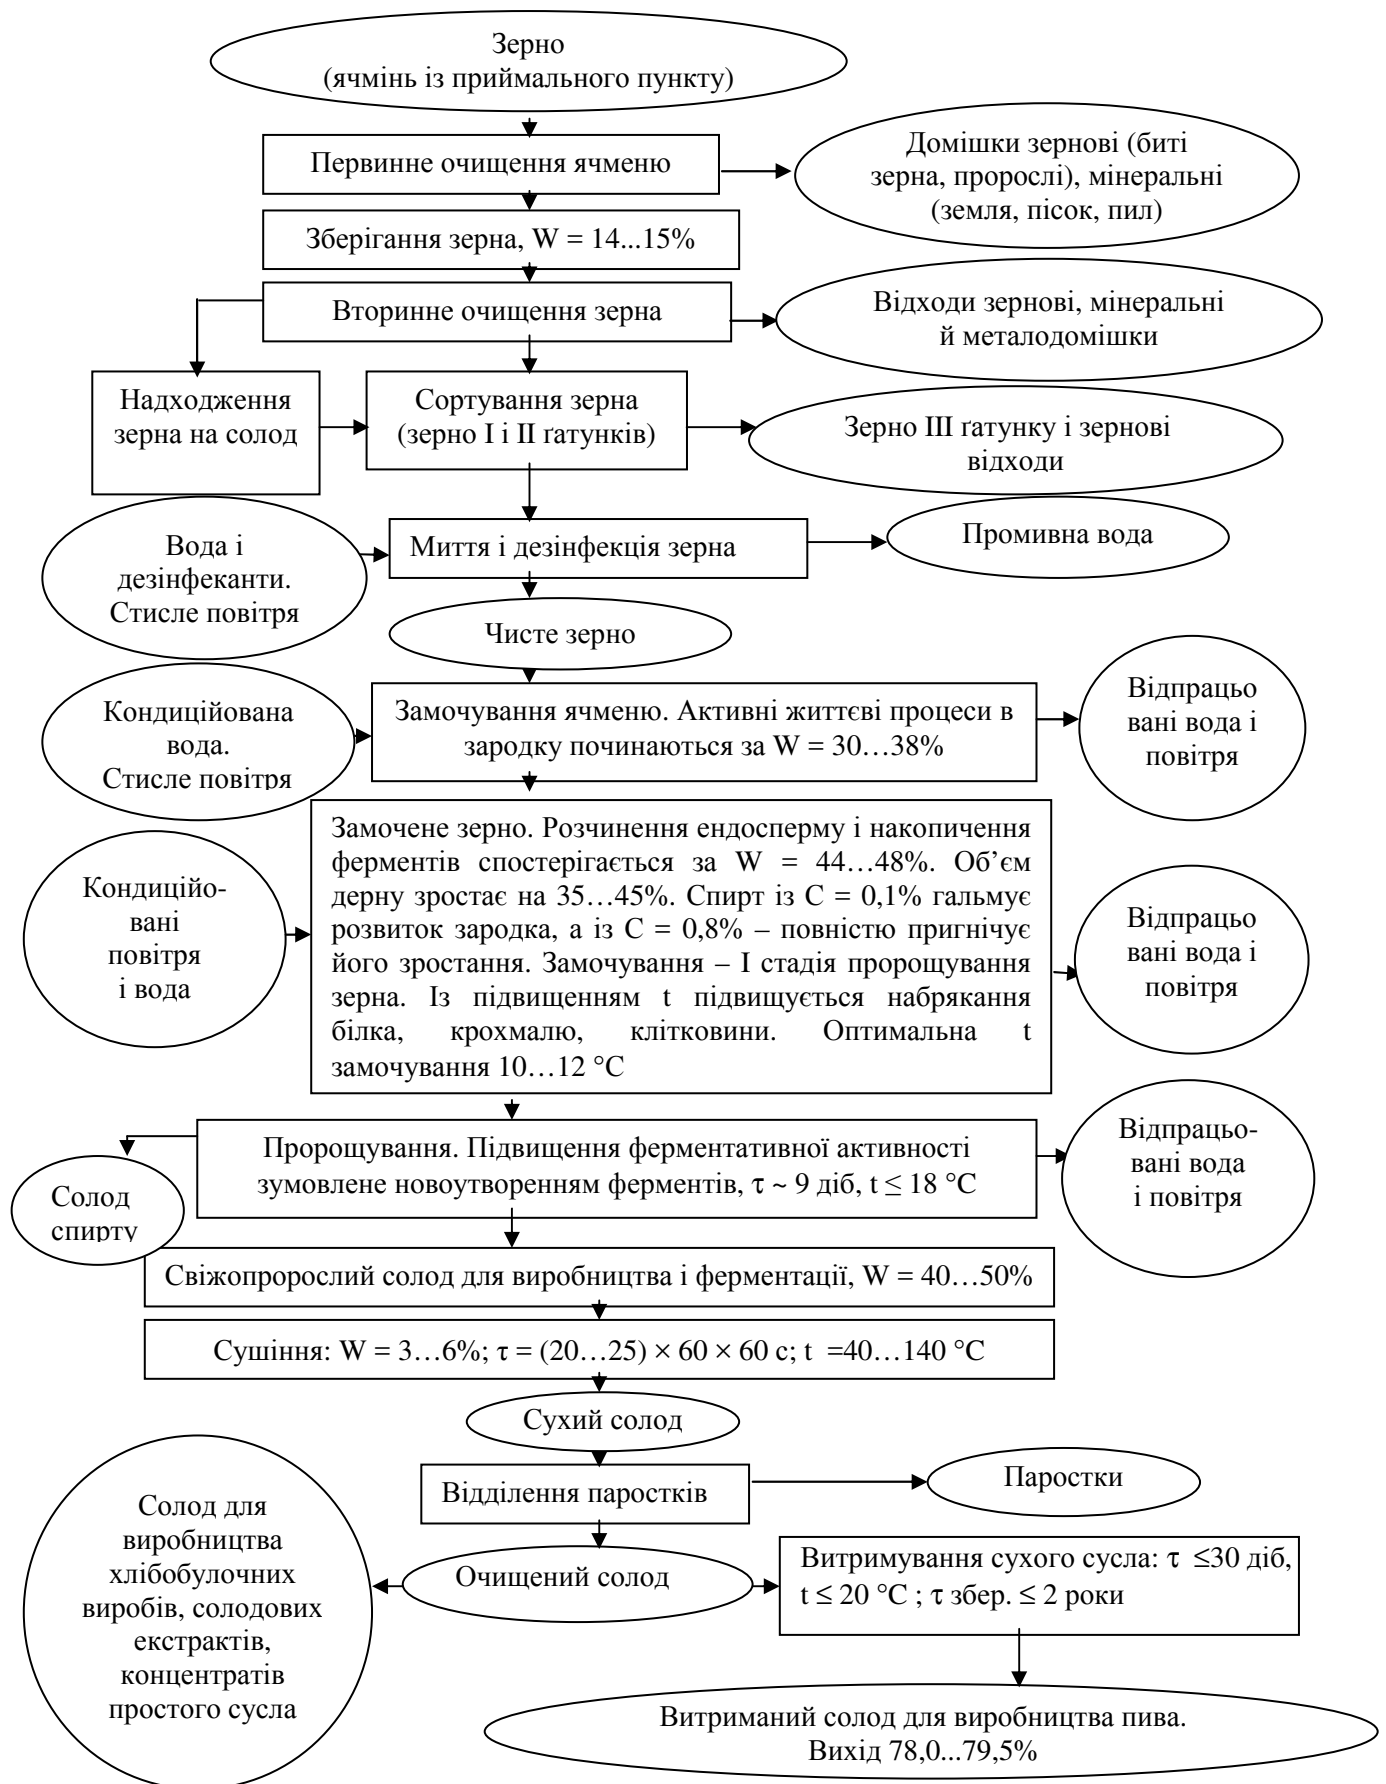 Зерно
(ячмінь із приймального пункту)
Первинне очищення ячменю
Домішки зернові (биті
зерна, пророслі), мінеральні
(земля, пісок, пил)
Зберігання зерна, W = 14...15%
Вторинне очищення зерна
Відходи зернові, мінеральні
й металодомішки
Надходження
зерна на солод
Сортування зерна
(зерно I і II ґатунків)
Зерно III ґатунку і зернові
відходи
Вода і
дезінфеканти.
Стисле повітря
Миття і дезінфекція зерна
Промивна вода
Чисте зерно
Кондиційована
вода.
Стисле повітря
Замочування ячменю. Активні життєві процеси в
зародку починаються за W = 30…38%
Відпрацьо
вані вода і
повітря
Кондиційо-
вані
повітря
і вода
Замочене зерно. Розчинення ендосперму і накопичення
ферментів спостерігається за W = 44…48%. Об’єм
дерну зростає на 35…45%. Спирт із С = 0,1% гальмує
розвиток зародка, а із С = 0,8% – повністю пригнічує
його зростання. Замочування – I стадія пророщування
зерна. Із підвищенням t підвищується набрякання
білка, крохмалю, клітковини. Оптимальна t
замочування 10…12 °С
Відпрацьо
вані вода і
повітря
Пророщування. Підвищення ферментативної активності
зумовлене новоутворенням ферментів, τ ~ 9 діб, t ≤ 18 °С
Відпрацьо-
вані вода
і повітря
Солод
спирту
Свіжопророслий солод для виробництва і ферментації, W = 40…50%
Сушіння: W = 3…6%; τ = (20…25) × 60 × 60 с; t =40…140 °С
Сухий солод
Відділення паростків
Паростки
Солод для
виробництва
хлібобулочних
виробів, солодових
екстрактів,
концентратів
простого сусла
Очищений солод
Витримування сухого сусла: τ ≤30 діб,
t ≤ 20 °С ; τ збер. ≤ 2 роки
Витриманий солод для виробництва пива.
Вихід 78,0...79,5%